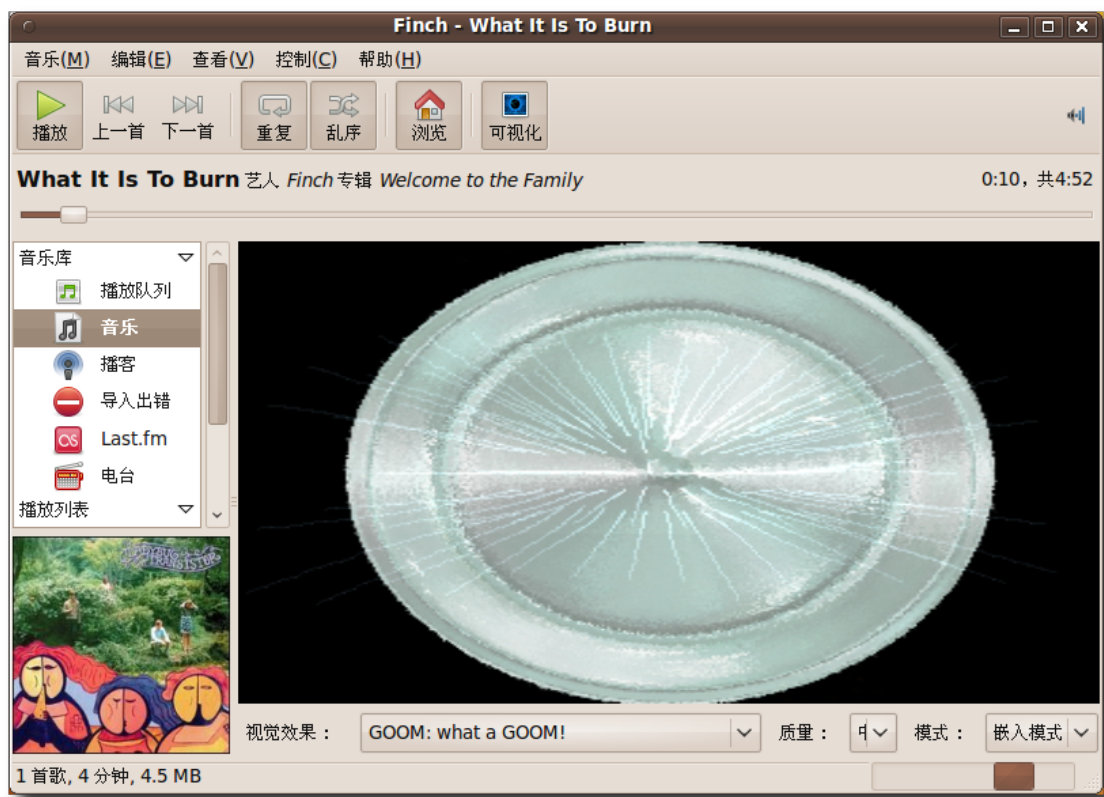 Finch - What It Is To Burn
音乐(M) 编辑(E) 查看(V) 控制(C) 帮助(H)
播放 上一首 下一首 重复 乱序 浏览 可视化
What It Is To Burn 艺人 Finch 专辑 Welcome to the Family 0:10，共4:52
音乐库
播放队列
音乐
播客
导入出错
Last.fm
电台
播放列表
视觉效果： GOOM: what a GOOM! 质量： 模式： 嵌入模式
1 首歌, 4 分钟, 4.5 MB